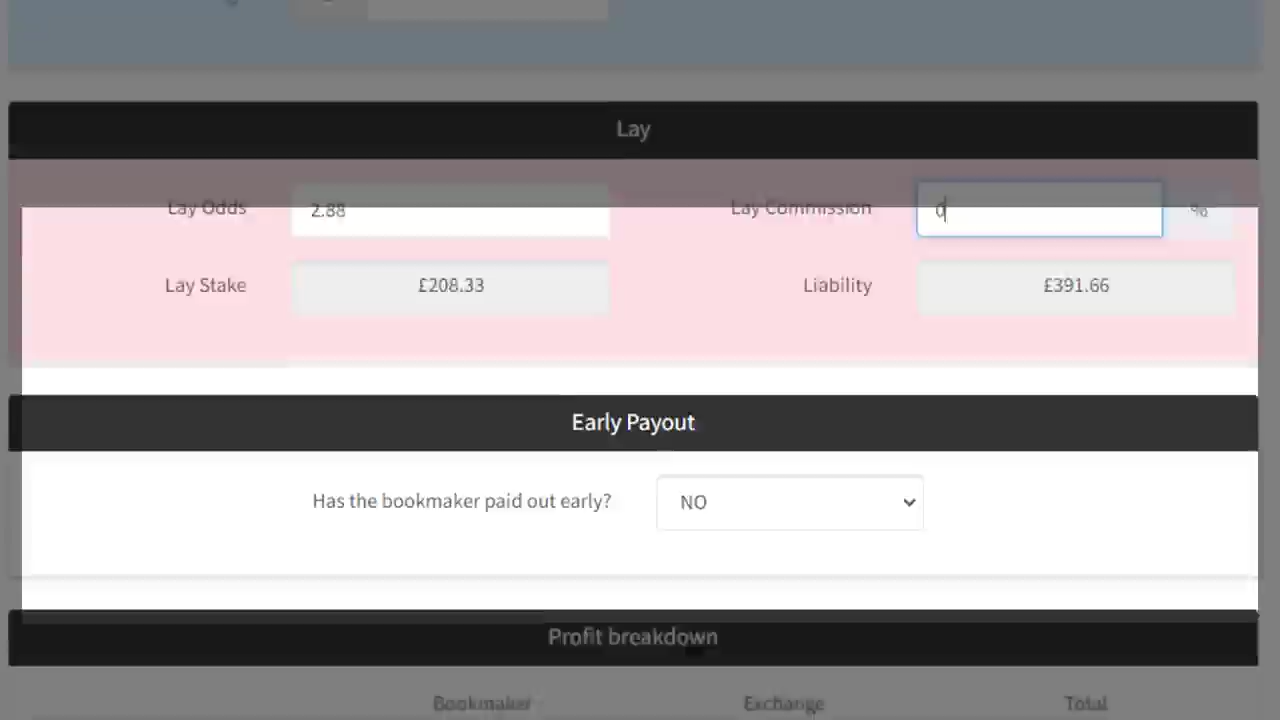 Lay
Lay Odds 2.88 Lay Commission 0 %
Lay Stake £208.33 Liability £391.66
Early Payout
Has the bookmaker paid out early? NO
Profit breakdown
Bookmaker Exchange Total